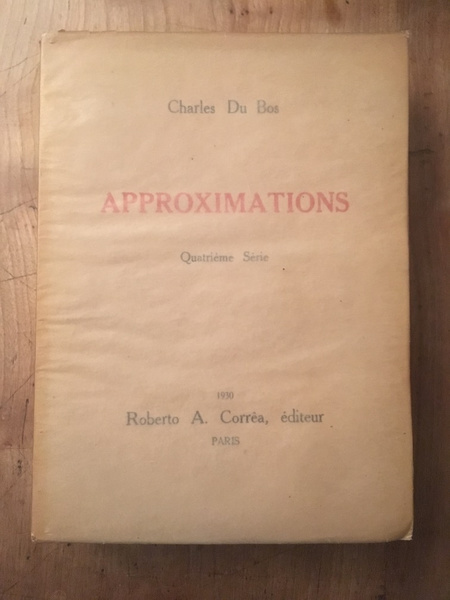 Charles Du Bos
APPROXIMATIONS
Quatrième Série
1930
Roberto A. Corrêa, éditeur
PARIS